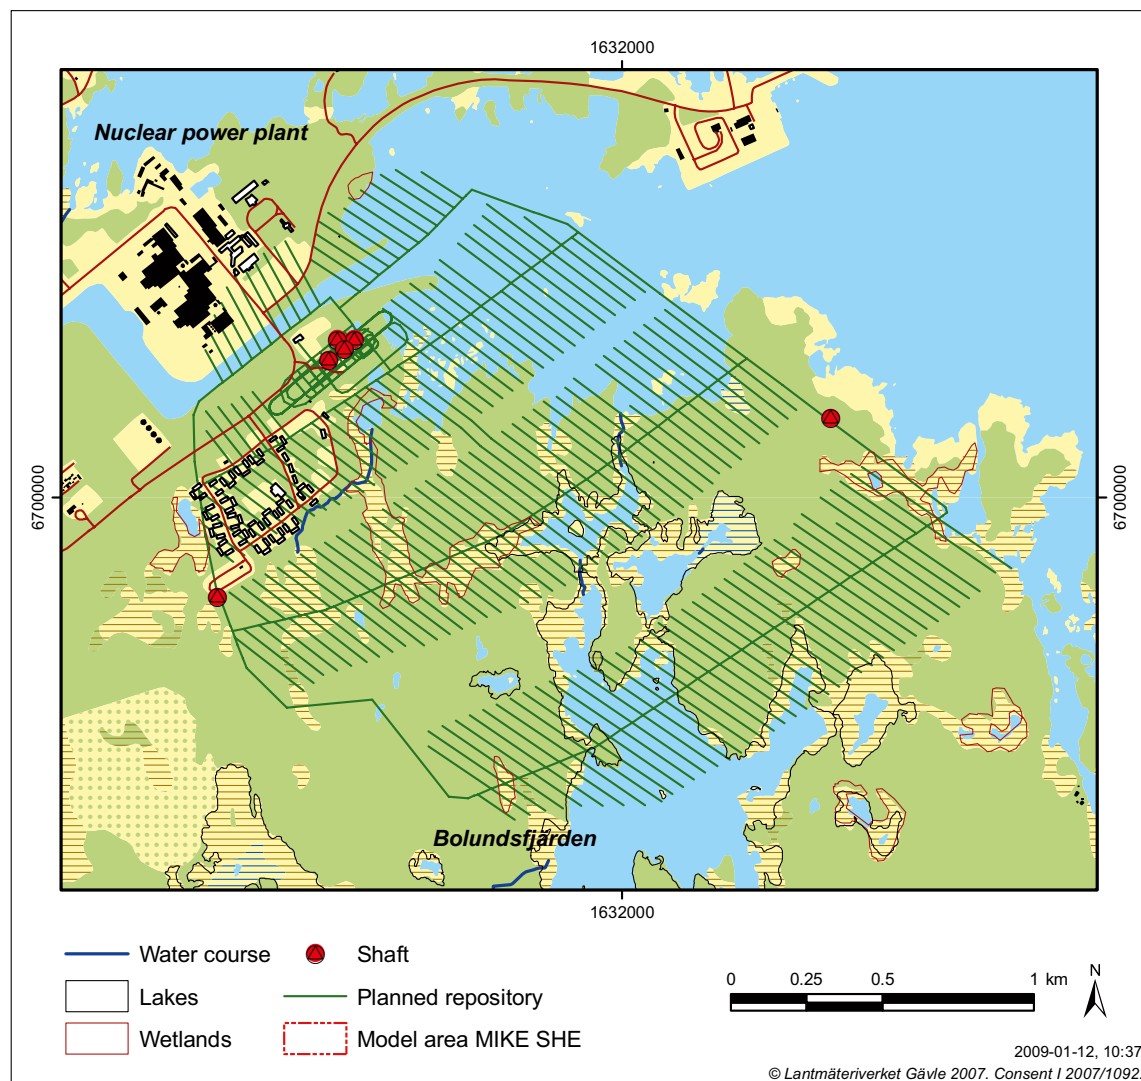 1632000
Nuclear power plant
6700000
6700000
Bolundsfjärden
1632000
Water course
Shaft
Lakes
Planned repository
Wetlands
Model area MIKE SHE
0 0.25 0.5 1 km
N
2009-01-12, 10:37
© Lantmäteriverket Gävle 2007. Consent I 2007/1092.